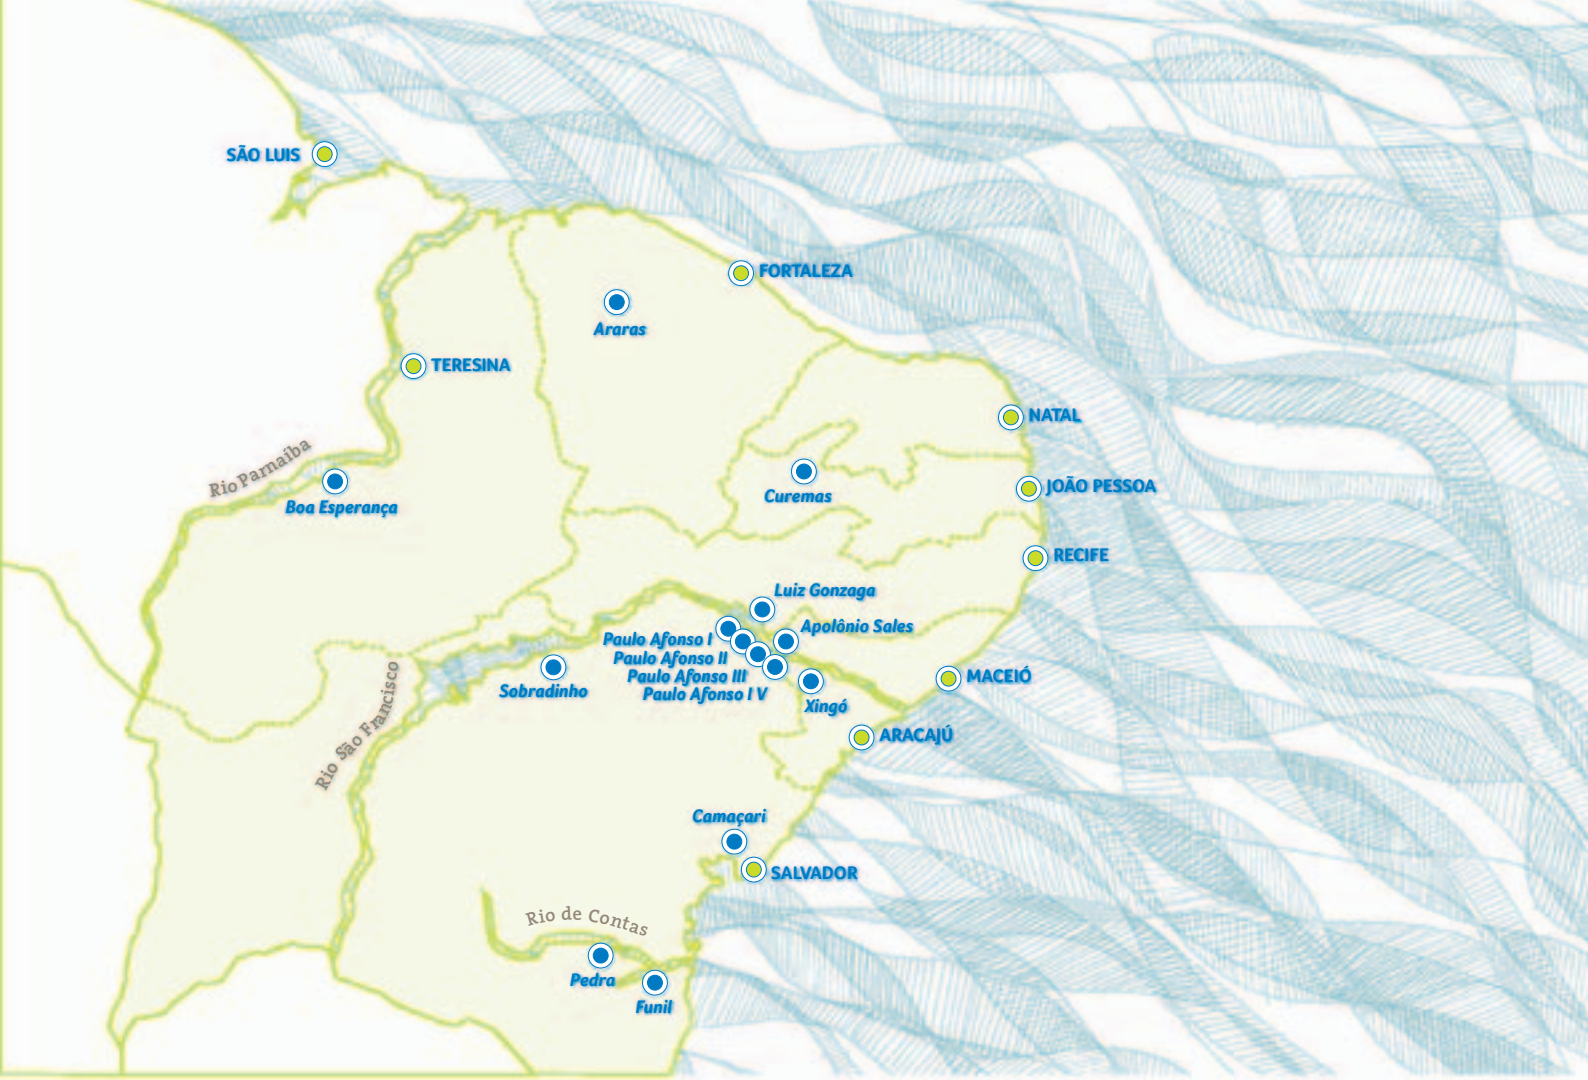 SÃO LUIS
FORTALEZA
Araras
TERESINA
NATAL
Rio Parnaíba
Curemas
JOÃO PESSOA
Boa Esperança
RECIFE
Luiz Gonzaga
Apolônio Sales
Paulo Afonso I
Paulo Afonso II
Paulo Afonso III
Paulo Afonso I V
Sobradinho
Xingó
MACEIÓ
Rio São Francisco
ARACAJÚ
Camaçari
SALVADOR
Rio de Contas
Pedra
Funil